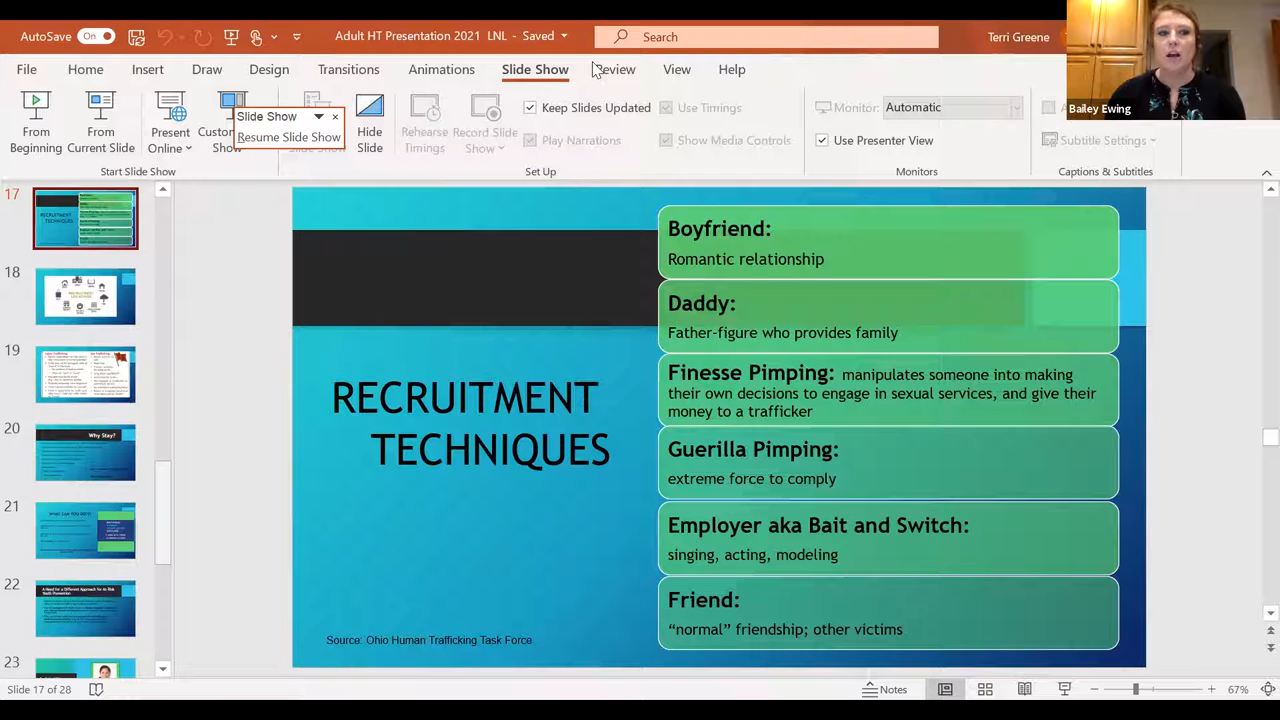 AutoSave On
Adult HT Presentation 2021 LNL - Saved
Search
Terri Greene
Bailey Ewing
File Home Insert Draw Design Transitions Animations Slide Show Review View Help
From Beginning
From Current Slide
Present Online
Custom
Show
Slide Show
Resume Slide Show
Slide Show
Hide Slide
Rehearse Timings
Record Slide Show
Keep Slides Updated
Play Narrations
Use Timings
Show Media Controls
Monitor: Automatic
Use Presenter View
Subtitle Settings
Start Slide Show
Set Up
Monitors
Captions & Subtitles
17
RECRUITMENT
TECHNIQUES
18
19
20
Why Stay?
21
22
23
RECRUITMENT
TECHNIQUES
Source: Ohio Human Trafficking Task Force
Boyfriend:
Romantic relationship
Daddy:
Father-figure who provides family
Finesse Pimping: manipulates someone into making
their own decisions to engage in sexual services, and give their
money to a trafficker
Guerilla Pimping:
extreme force to comply
Employer aka Bait and Switch:
singing, acting, modeling
Friend:
“normal” friendship; other victims
Slide 17 of 28
Notes
67%